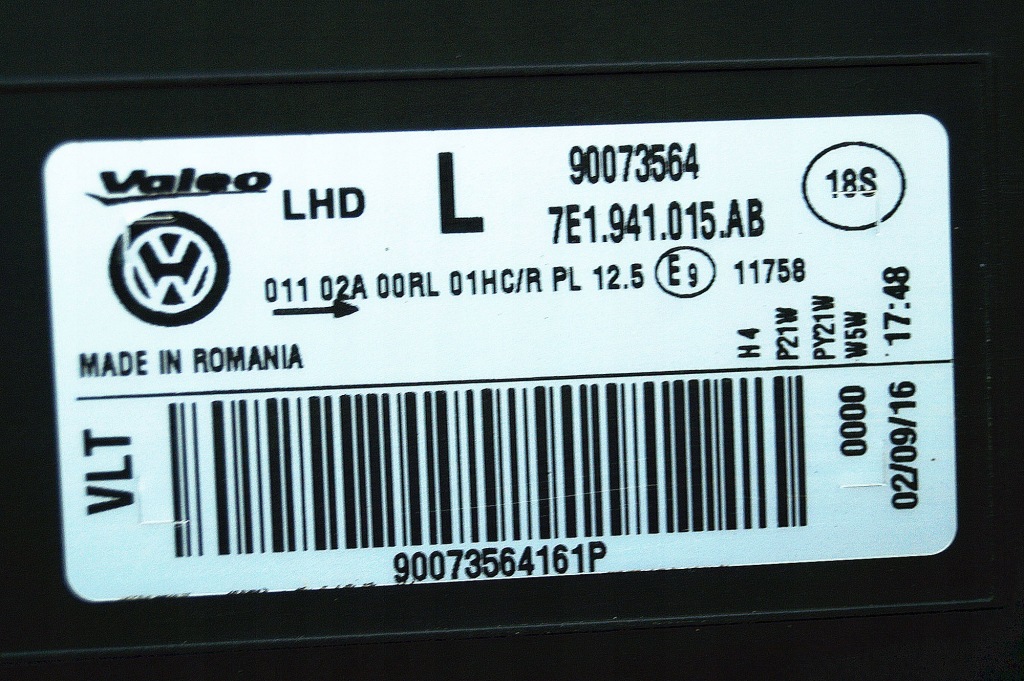 Valeo
LHD
L
90073564
7E1.941.015.AB
18S
011 02A 00RL 01HC/R PL 12.5 E9 11758
MADE IN ROMANIA
H4
P21W
PY21W
W5W
17:48
VLT
0000
02/09/16
90073564161P